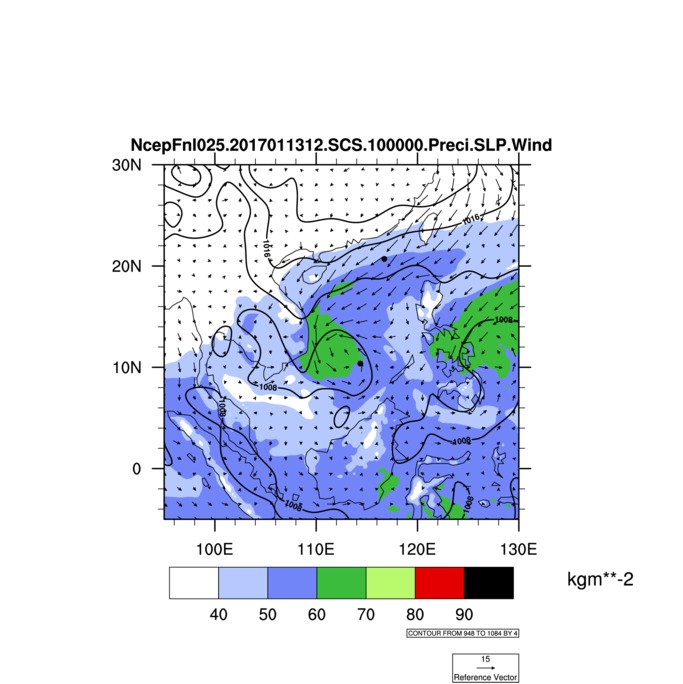 NcepFnl025.2017011312.SCS.100000.Preci.SLP.Wind
30N
1016
1016
20N
1008
10N
1008
1008
1008
0
1008
1008
100E 110E 120E 130E
kgm**-2
40 50 60 70 80 90
CONTOUR FROM 948 TO 1084 BY 4
15
Reference Vector